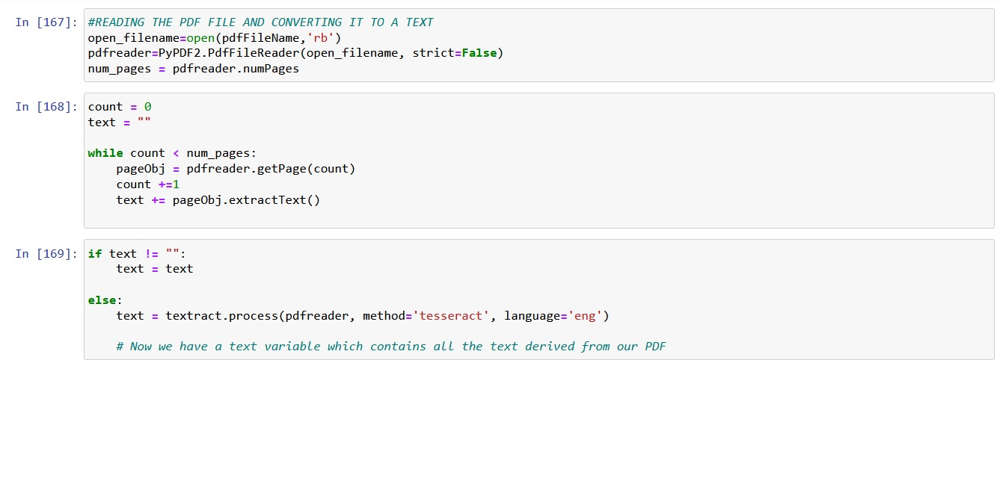 In [167]: #READING THE PDF FILE AND CONVERTING IT TO A TEXT
open_filename=open(pdfFileName,'rb')
pdfreader=PyPDF2.PdfFileReader(open_filename, strict=False)
num_pages = pdfreader.numPages
In [168]: count = 0
text = ""
while count < num_pages:
    pageObj = pdfreader.getPage(count)
    count +=1
    text += pageObj.extractText()
In [169]: if text != "":
    text = text
else:
    text = textract.process(pdfreader, method='tesseract', language='eng')
    # Now we have a text variable which contains all the text derived from our PDF